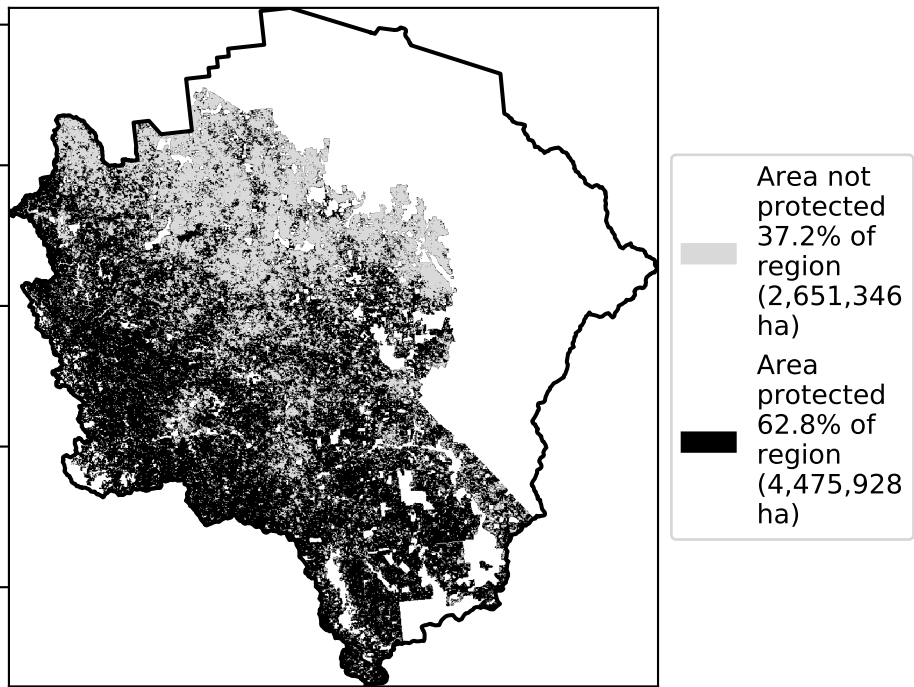 Area not
protected
37.2% of
region
(2,651,346
ha)
Area
protected
62.8% of
region
(4,475,928
ha)